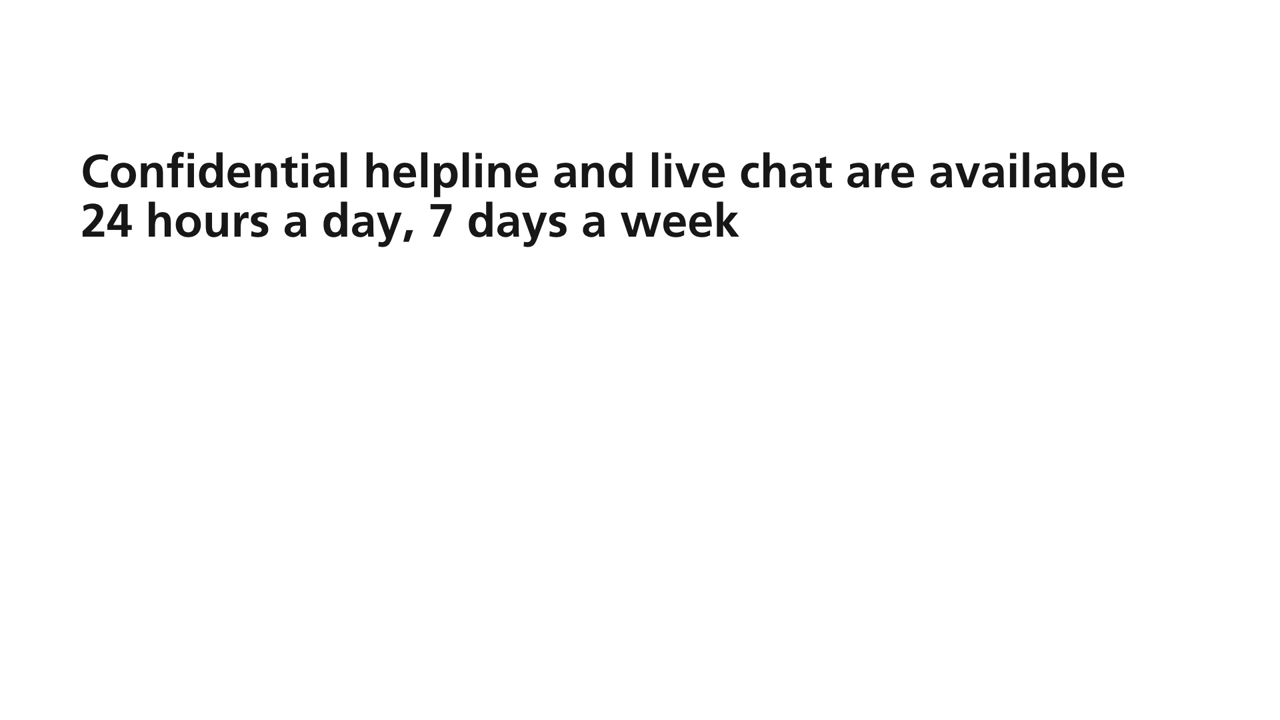 Confidential helpline and live chat are available
24 hours a day, 7 days a week